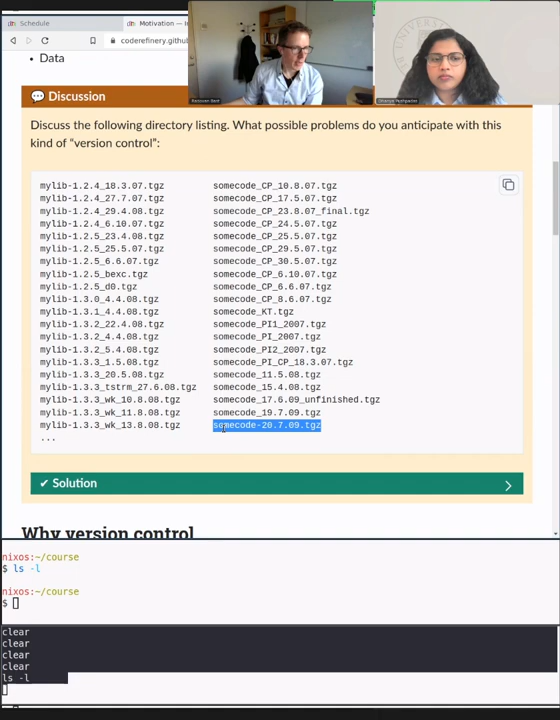 Schedule
Motivation —
coderefinery.github
• Data
Discussion
Discuss the following directory listing. What possible problems do you anticipate with this
kind of “version control”:
mylib-1.2.4_18.3.07.tgz somecode_CP_10.8.07.tgz
mylib-1.2.4_27.7.07.tgz somecode_CP_17.5.07.tgz
mylib-1.2.4_29.4.08.tgz somecode_CP_23.8.07_final.tgz
mylib-1.2.4_6.10.07.tgz somecode_CP_24.5.07.tgz
mylib-1.2.5_23.4.08.tgz somecode_CP_25.5.07.tgz
mylib-1.2.5_25.5.07.tgz somecode_CP_29.5.07.tgz
mylib-1.2.5_6.6.07.tgz somecode_CP_30.5.07.tgz
mylib-1.2.5_bexc.tgz somecode_CP_6.10.07.tgz
mylib-1.2.5_d0.tgz somecode_CP_6.6.07.tgz
mylib-1.3.0_4.4.08.tgz somecode_CP_8.6.07.tgz
mylib-1.3.1_4.4.08.tgz somecode_KT.tgz
mylib-1.3.2_22.4.08.tgz somecode_PI1_2007.tgz
mylib-1.3.2_4.4.08.tgz somecode_PI_2007.tgz
mylib-1.3.2_5.4.08.tgz somecode_PI2_2007.tgz
mylib-1.3.3_1.5.08.tgz somecode_PI_CP_18.3.07.tgz
mylib-1.3.3_20.5.08.tgz somecode_11.5.08.tgz
mylib-1.3.3_tstrm_27.6.08.tgz somecode_15.4.08.tgz
mylib-1.3.3_wk_10.8.08.tgz somecode_17.6.09_unfinished.tgz
mylib-1.3.3_wk_11.8.08.tgz somecode_19.7.09.tgz
mylib-1.3.3_wk_13.8.08.tgz somecode-20.7.09.tgz
...
✔ Solution
Why version control
nixos:~/course
$ ls -l
nixos:~/course
$
clear
clear
clear
clear
ls -l